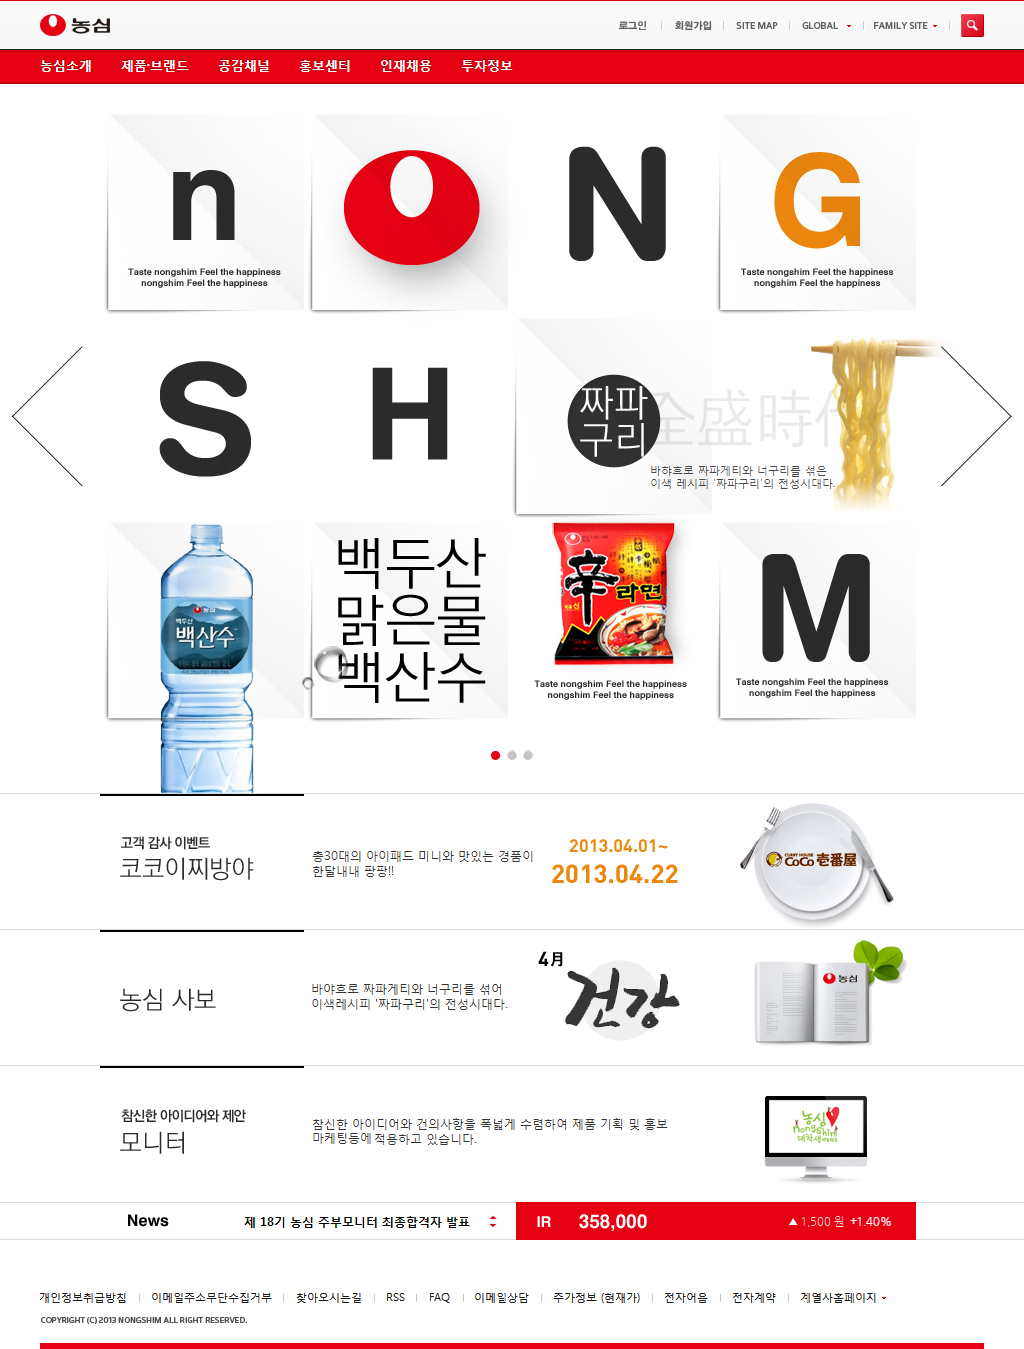 농심
로그인
회원가입
SITE MAP
GLOBAL
FAMILY SITE
농심소개
제품·브랜드
공감채널
홍보센터
인재채용
투자정보
n
N
G
Taste nongshim Feel the happiness
nongshim Feel the happiness
Taste nongshim Feel the happiness
nongshim Feel the happiness
S
H
짜파
구리
全盛時代
바햐흐로 짜파게티와 너구리를 섞은
이색 레시피 '짜파구리'의 전성시대다.
농심
백두산
백산수
백두산
맑은물
백산수
辛
라면
Taste nongshim Feel the happiness
nongshim Feel the happiness
M
Taste nongshim Feel the happiness
nongshim Feel the happiness
고객 감사 이벤트
코코이찌방야
총30대의 아이패드 미니와 맛있는 경품이
한달내내 팡팡!!
2013.04.01~
2013.04.22
CURRY HOUSE
CoCo 壱番屋
농심 사보
바야흐로 짜파게티와 너구리를 섞어
이색레시피 '짜파구리'의 전성시대다.
4月
건강
농심
참신한 아이디어와 제안
모니터
참신한 아이디어와 건의사항을 폭넓게 수렴하여 제품 기획 및 홍보
마케팅등에 적용하고 있습니다.
농심
nongshim
News
제 18기 농심 주부모니터 최종합격자 발표
IR
358,000
▲ 1,500 원 +1.40%
개인정보취급방침
이메일주소무단수집거부
찾아오시는길
RSS
FAQ
이메일상담
주가정보 (현재가)
전자어음
전자계약
계열사홈페이지
COPYRIGHT (C) 2013 NONGSHIM ALL RIGHT RESERVED.